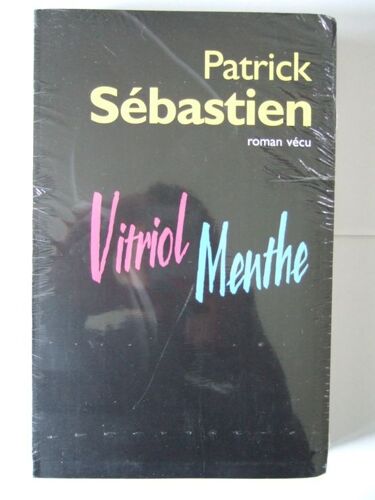 Patrick
Sébastien
roman vécu
Vitriol
Menthe